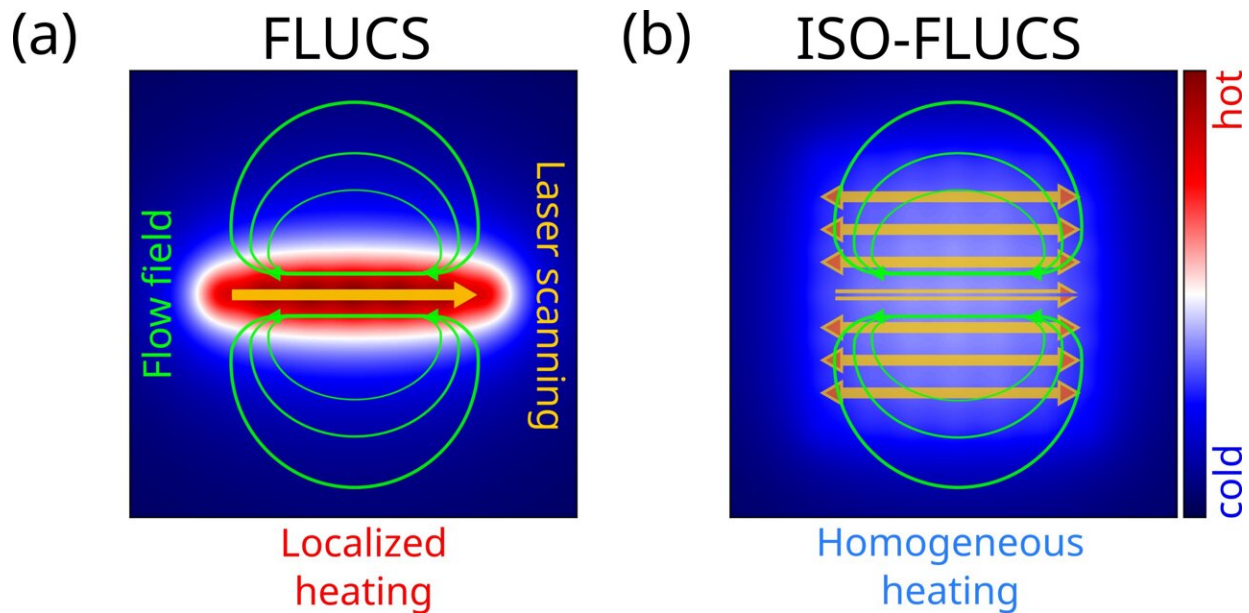 (a)
FLUCS
(b)
ISO-FLUCS
Flow field
Laser scanning
hot
cold
Localized
heating
Homogeneous
heating